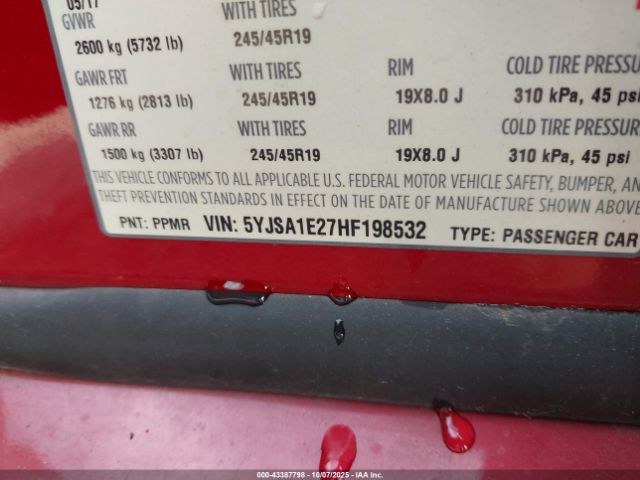 05/17 WITH TIRES
GVWR
2600 kg (5732 lb) 245/45R19
GAWR FRT WITH TIRES RIM COLD TIRE PRESSU
1276 kg (2813 lb) 245/45R19 19X8.0 J 310 kPa, 45 psi
GAWR RR WITH TIRES RIM COLD TIRE PRESSUR
1500 kg (3307 lb) 245/45R19 19X8.0 J 310 kPa, 45 psi
THIS VEHICLE CONFORMS TO ALL APPLICABLE U.S. FEDERAL MOTOR VEHICLE SAFETY, BUMPER, AND
THEFT PREVENTION STANDARDS IN EFFECT ON THE DATE OF MANUFACTURE SHOWN ABOVE
PNT: PPMR VIN: 5YJSA1E27HF198532 TYPE: PASSENGER CAR
000-43387798 - 10/07/2025 - IAA Inc.